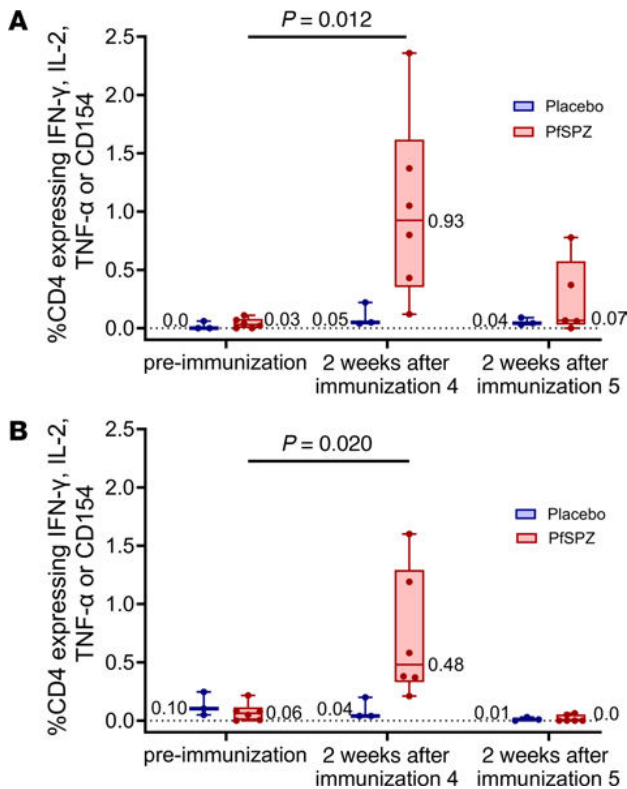 A
P = 0.012
%CD4 expressing IFN-γ, IL-2,
TNF-α or CD154
2.5
2.0
1.5
1.0
0.5
0.0
Placebo
PfSPZ
0.0
0.03
0.05
0.93
0.04
0.07
pre-immunization
2 weeks after
immunization 4
2 weeks after
immunization 5
B
P = 0.020
%CD4 expressing IFN-γ, IL-2,
TNF-α or CD154
2.5
2.0
1.5
1.0
0.5
0.0
Placebo
PfSPZ
0.10
0.06
0.04
0.48
0.01
0.0
pre-immunization
2 weeks after
immunization 4
2 weeks after
immunization 5